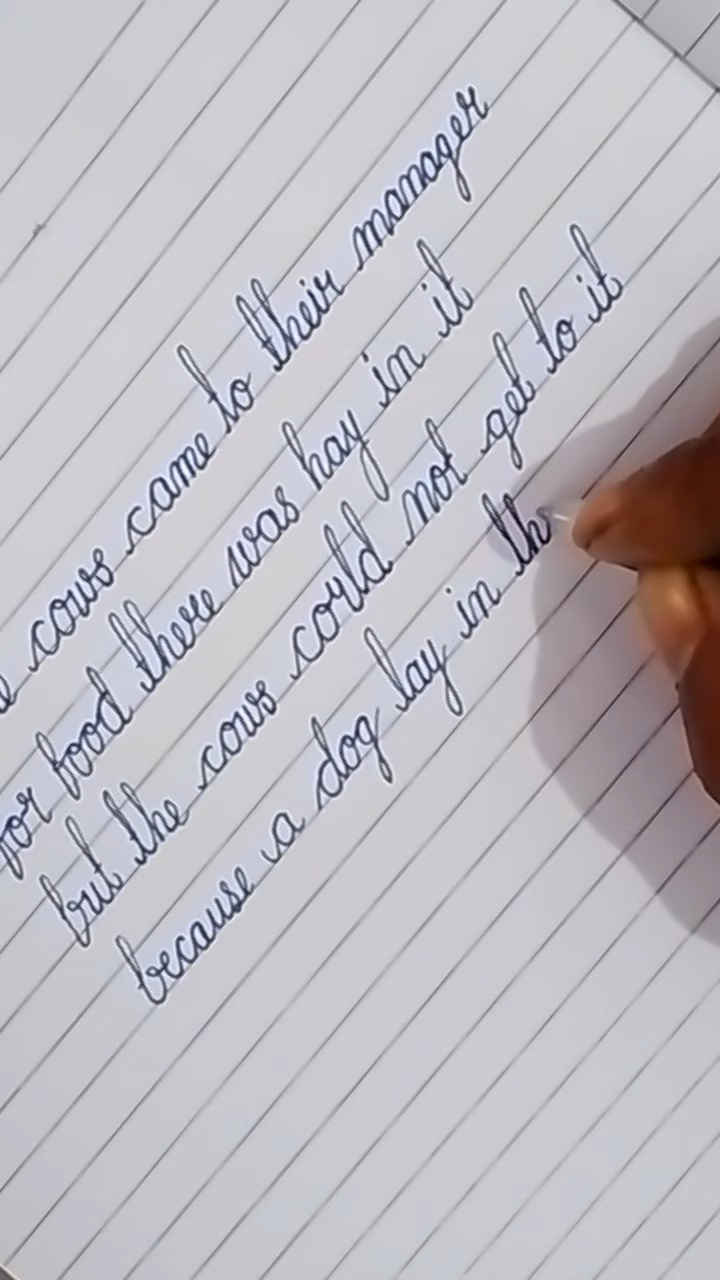 cows came to their manager
for food there was hay in it
but the cows corld not get to it
because a dog lay in th